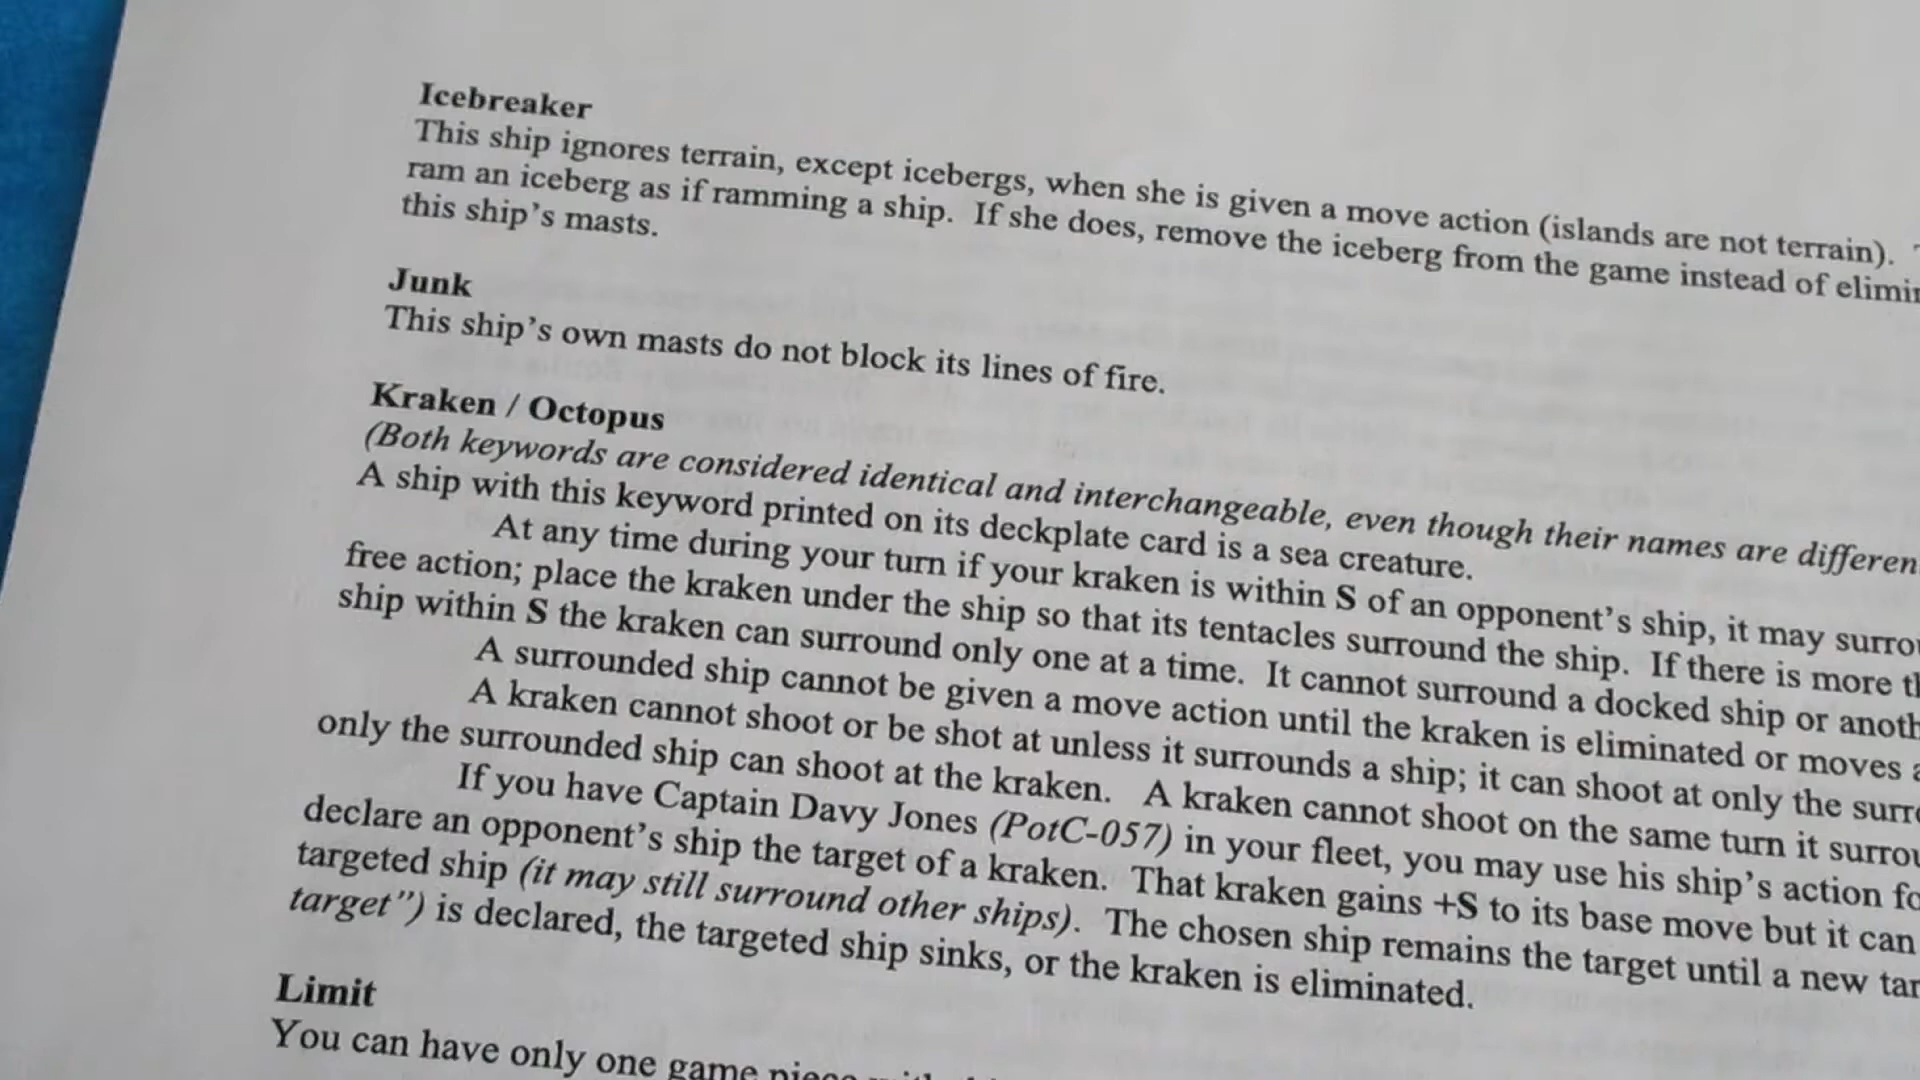 Icebreaker
This ship ignores terrain, except icebergs, when she is given a move action (islands are not terrain).
ram an iceberg as if ramming a ship. If she does, remove the iceberg from the game instead of
this ship's masts.
Junk
This ship's own masts do not block its lines of fire.
Kraken / Octopus
(Both keywords are considered identical and interchangeable, even though their names are
A ship with this keyword printed on its deckplate card is a sea creature.
At any time during your turn if your kraken is within S of an opponent's ship, it may
free action; place the kraken under the ship so that its tentacles surround the ship. If there is more
ship within S the kraken can surround only one at a time. It cannot surround a docked ship or
A surrounded ship cannot be given a move action until the kraken is eliminated or moves
A kraken cannot shoot or be shot at unless it surrounds a ship; it can shoot at only the
only the surrounded ship can shoot at the kraken. A kraken cannot shoot on the same turn it
If you have Captain Davy Jones (PotC-057) in your fleet, you may use his ship's action
declare an opponent's ship the target of a kraken. That kraken gains +S to its base move but it can
targeted ship (it may still surround other ships). The chosen ship remains the target until a new
target") is declared, the targeted ship sinks, or the kraken is eliminated.
Limit
You can have only one game